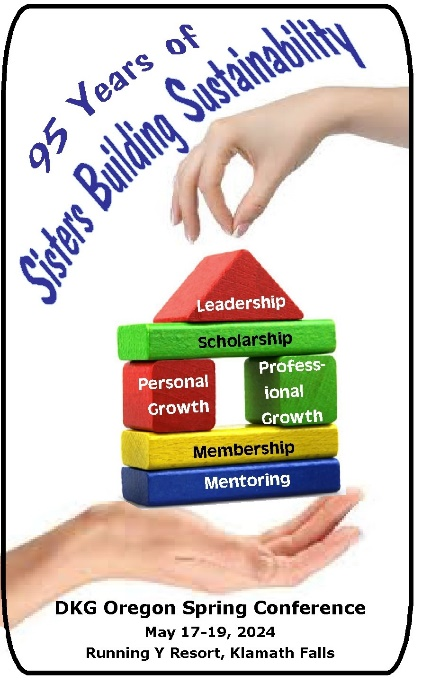 95 Years of
Sisters Building Sustainability
Leadership
Scholarship
Personal
Growth
Profess-
ional
Growth
Membership
Mentoring
DKG Oregon Spring Conference
May 17-19, 2024
Running Y Resort, Klamath Falls